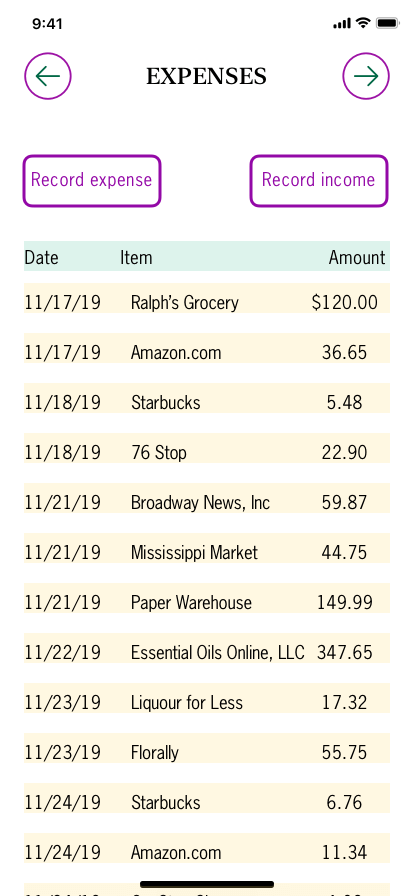 9:41
EXPENSES
Record expense Record income
Date Item Amount
11/17/19 Ralph's Grocery $120.00
11/17/19 Amazon.com 36.65
11/18/19 Starbucks 5.48
11/18/19 76 Stop 22.90
11/21/19 Broadway News, Inc 59.87
11/21/19 Mississippi Market 44.75
11/21/19 Paper Warehouse 149.99
11/22/19 Essential Oils Online, LLC 347.65
11/23/19 Liquour for Less 17.32
11/23/19 Florally 55.75
11/24/19 Starbucks 6.76
11/24/19 Amazon.com 11.34